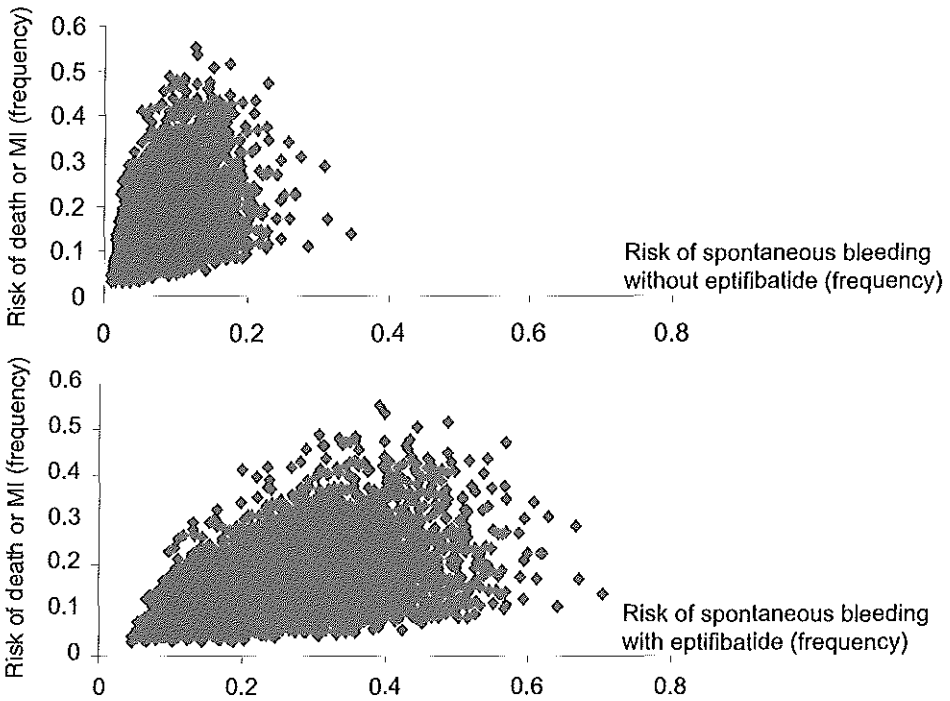 Risk of death or MI (frequency)
0.6
0.5
0.4
0.3
0.2
0.1
0
0 0.2 0.4 0.6 0.8
Risk of spontaneous bleeding
without eptifibatide (frequency)
Risk of death or MI (frequency)
0.6
0.5
0.4
0.3
0.2
0.1
0
0 0.2 0.4 0.6 0.8
Risk of spontaneous bleeding
with eptifibatide (frequency)